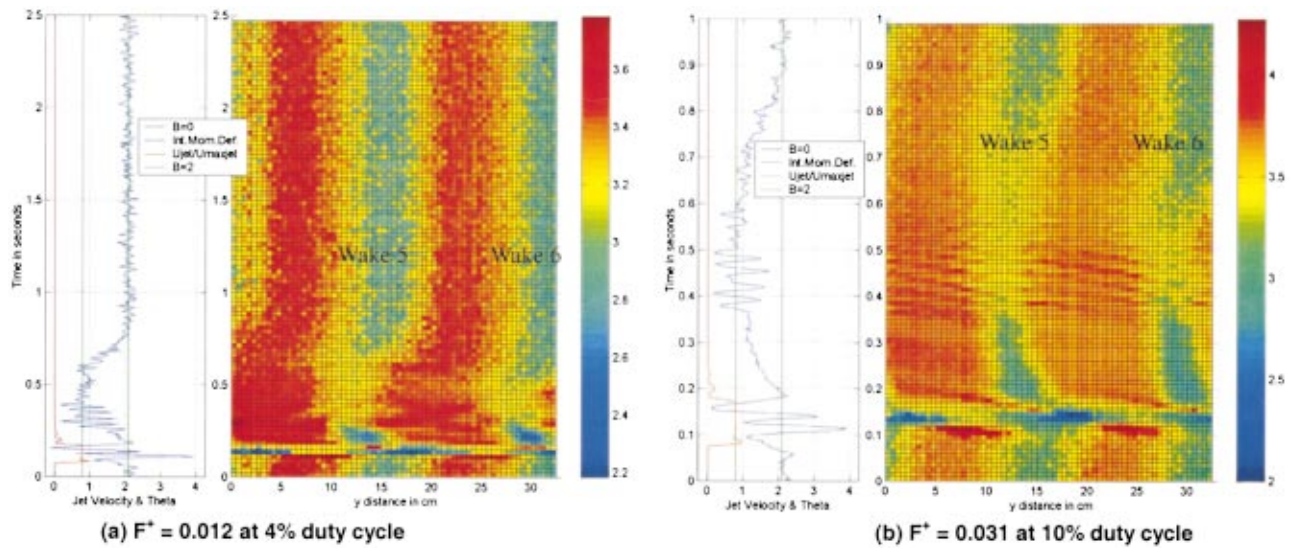 2.5
2
1.5
1
0.5
0
Time in seconds
B=0
Int.Mom.Def.
Ujet/Umaxjet
B=2
0 1 2 3 4
Jet Velocity & Theta
2.5
2
1.5
1
0.5
0
Wake 5
Wake 6
0 5 10 15 20 25 30
y distance in cm
3.6
3.4
3.2
3
2.8
2.6
2.4
2.2
(a) F+ = 0.012 at 4% duty cycle
1
0.9
0.8
0.7
0.6
0.5
0.4
0.3
0.2
0.1
0
Time in seconds
B=0
Int.Mom.Def.
Ujet/Umaxjet
B=2
0 1 2 3 4
Jet Velocity & Theta
1
0.9
0.8
0.7
0.6
0.5
0.4
0.3
0.2
0.1
0
Wake 5
Wake 6
0 5 10 15 20 25 30
y distance in cm
4
3.5
3
2.5
2
(b) F+ = 0.031 at 10% duty cycle